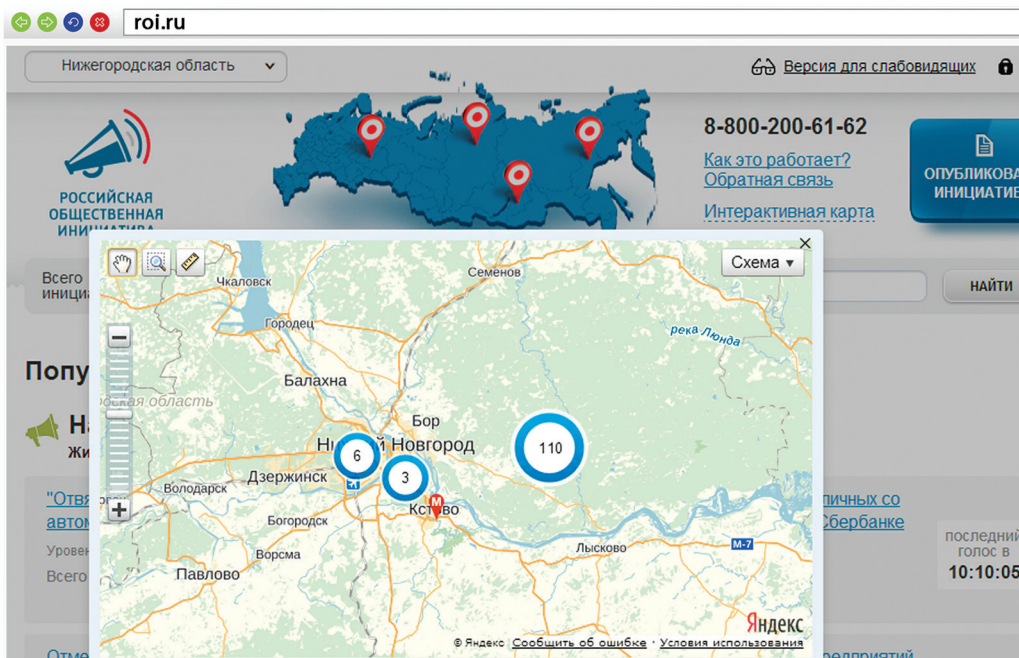 roi.ru
Нижегородская область
Версия для слабовидящих
8-800-200-61-62
Как это работает?
Обратная связь
Интерактивная карта
ОПУБЛИКОВА
ИНИЦИАТИВ
РОССИЙСКАЯ
ОБЩЕСТВЕННАЯ
ИНИЦИАТИВА
Всего
инициа
НАЙТИ
Схема
Чкаловск
Семенов
Городец
река Люнда
Балахна
Бор
Нижний Новгород
6
3
110
Дзержинск
Володарск
М
Кстово
Богородск
Ворсма
Павлово
Лысково
М-7
Яндекс
© Яндекс Сообщить об ошибке · Условия использования
Попу
На
Жи
"Отвя
автом
личных со
Сбербанке
Уровен
Всего
последний
голос в
10:10:05
Отме
редприятий